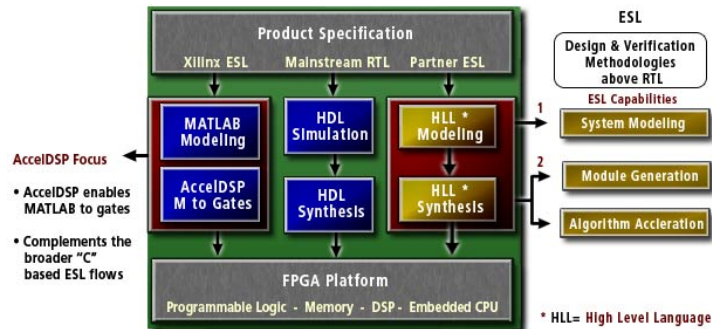 Product Specification
Xilinx ESL
Mainstream RTL
Partner ESL
ESL
Design & Verification
Methodologies
above RTL
ESL Capabilities
MATLAB
Modeling
HDL
Simulation
HLL *
Modeling
1
System Modeling
AccelDSP Focus
• AccelDSP enables
MATLAB to gates
• Complements the
broader "C"
based ESL flows
AccelDSP
M to Gates
HDL
Synthesis
HLL *
Synthesis
2
Module Generation
Algorithm Accleration
FPGA Platform
Programmable Logic - Memory - DSP - Embedded CPU
* HLL= High Level Language